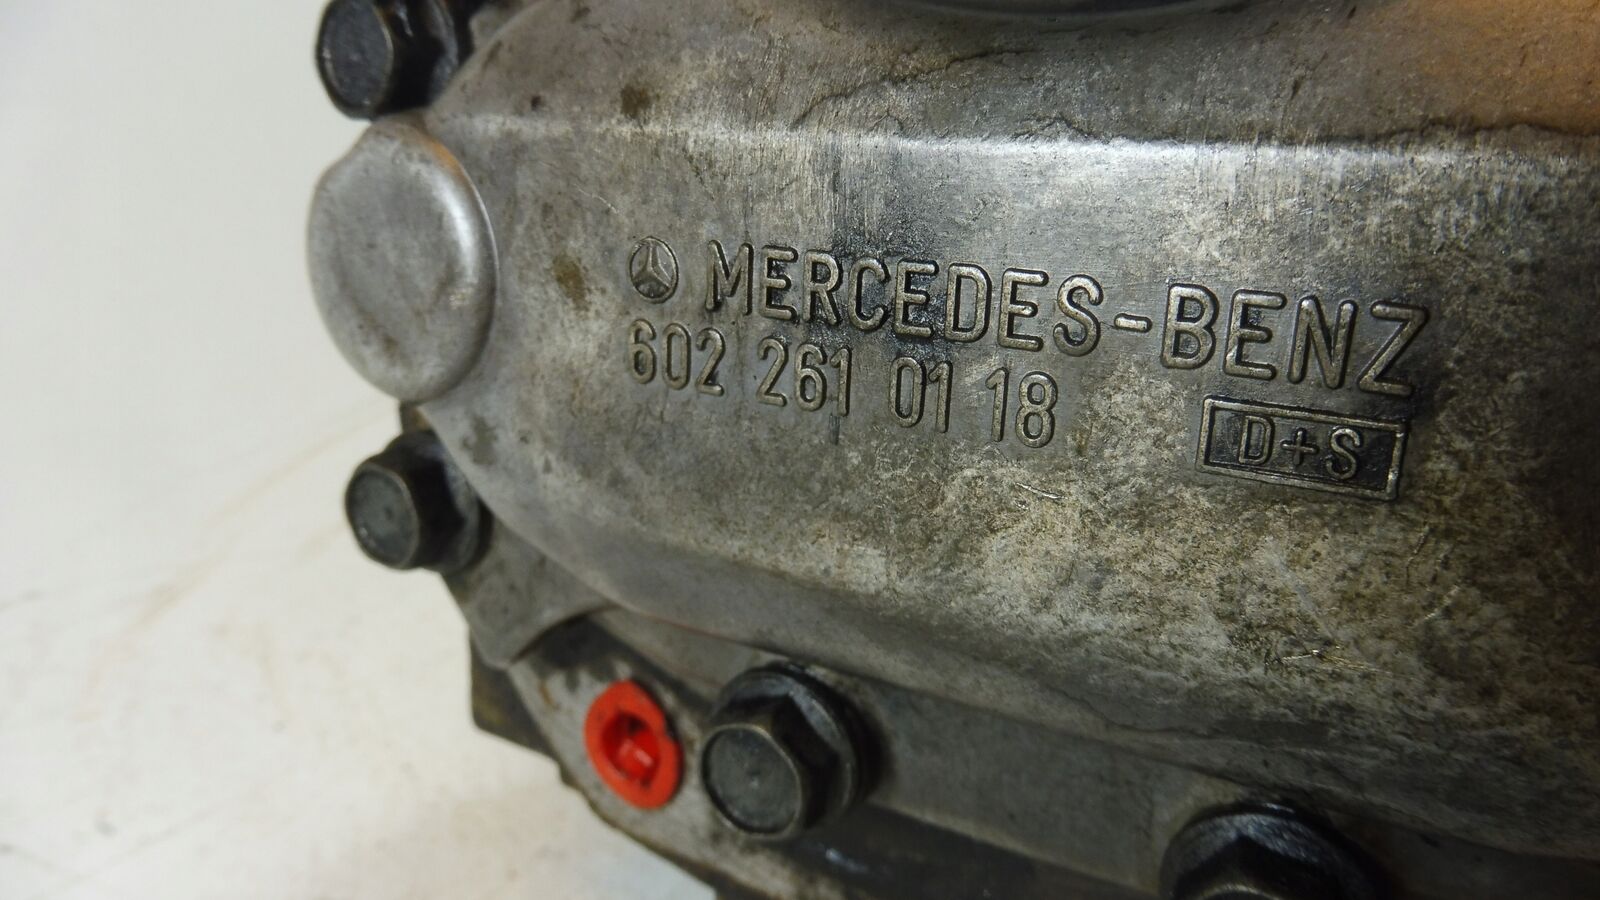 MERCEDES-BENZ
602 261 01 18
D+S